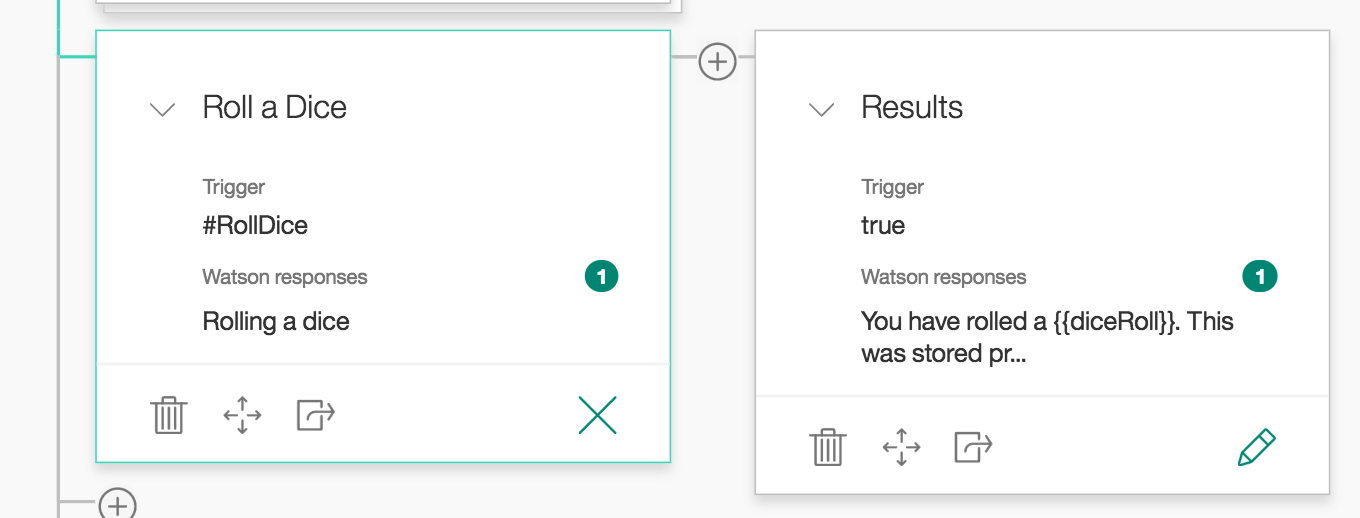 Roll a Dice
Trigger
#RollDice
Watson responses 1
Rolling a dice
Results
Trigger
true
Watson responses 1
You have rolled a {{diceRoll}}. This
was stored pr...